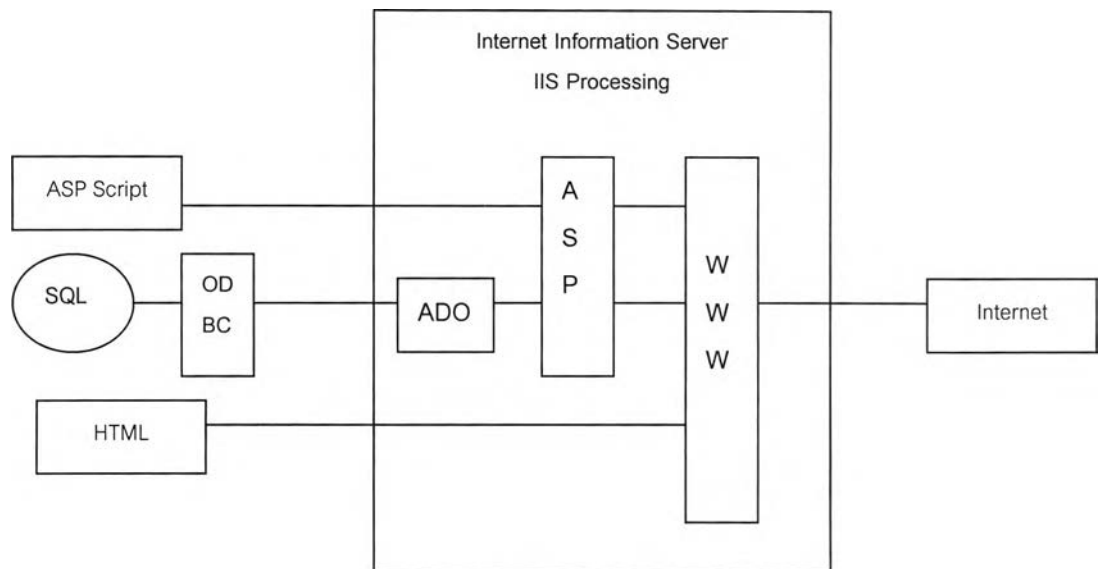 Internet Information Server
IIS Processing
ASP Script
A
S
P
SQL
OD
BC
ADO
W
W
W
Internet
HTML